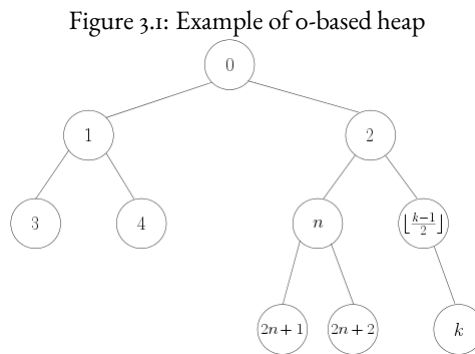 Figure 3.1: Example of 0-based heap
0
1 2
3 4 n ⌊(k−1)/2⌋
2n + 1 2n + 2 k